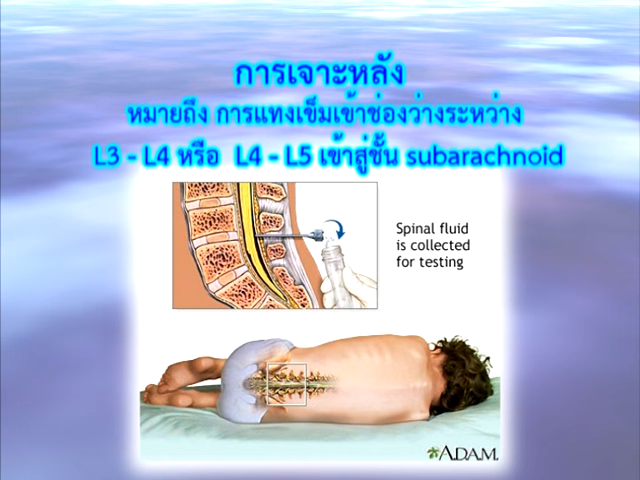 การเจาะหลัง
หมายถึง การแทงเข็มเข้าช่องว่างระหว่าง
L3 - L4 หรือ L4 - L5 เข้าสู่ชั้น subarachnoid
Spinal fluid
is collected
for testing
A.D.A.M.